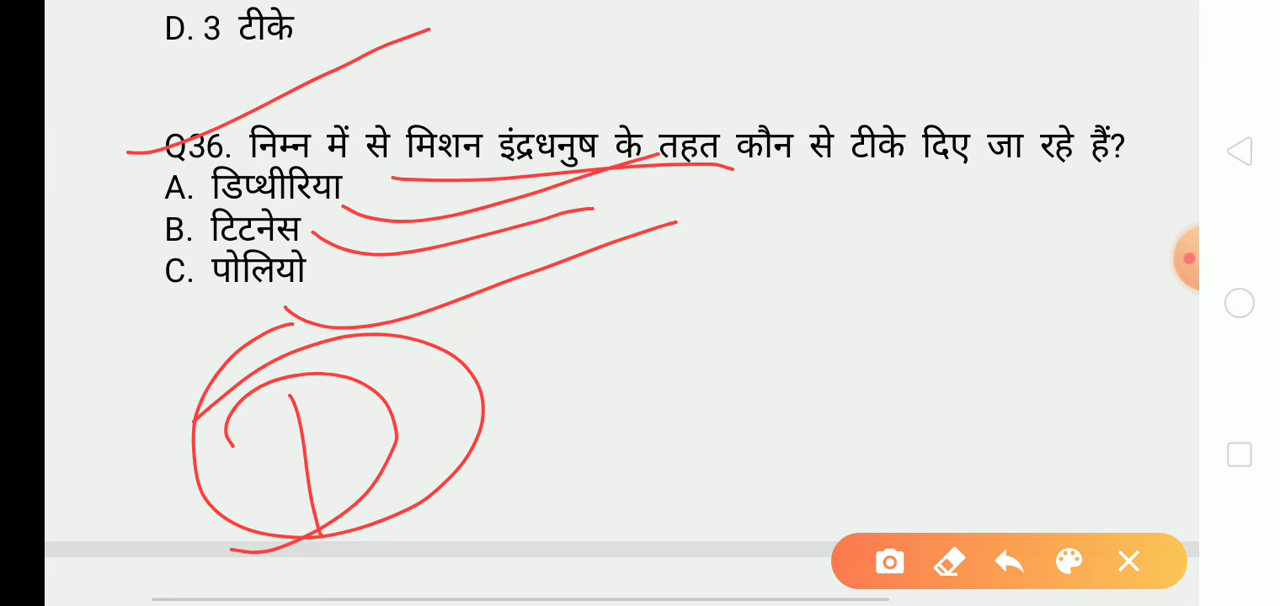 D. 3 टीके
Q36. निम्न में से मिशन इंद्रधनुष के तहत कौन से टीके दिए जा रहे हैं?
A. डिप्थीरिया
B. टिटनेस
C. पोलियो
D